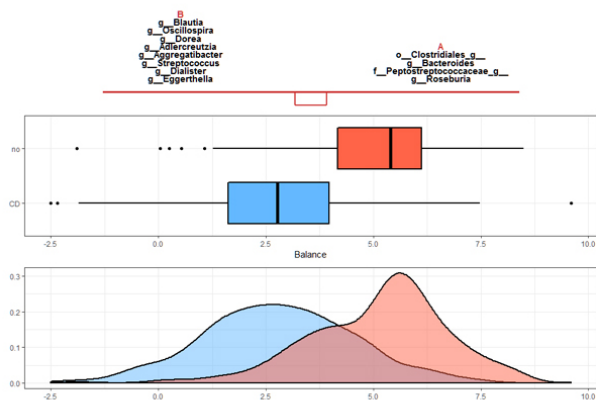 B
g__Blautia
g__Oscillospira
g__Dorea
g__Adlercreutzia
g__Aggregatibacter
g__Streptococcus
g__Dialister
g__Eggerthella
A
o__Clostridiales_g__
g__Bacteroides
f__Peptostreptococcaceae_g__
g__Roseburia
no
CD
-2.5 0.0 2.5 5.0 7.5 10.0
Balance
0.3
0.2
0.1
0.0
-2.5 0.0 2.5 5.0 7.5 10.0